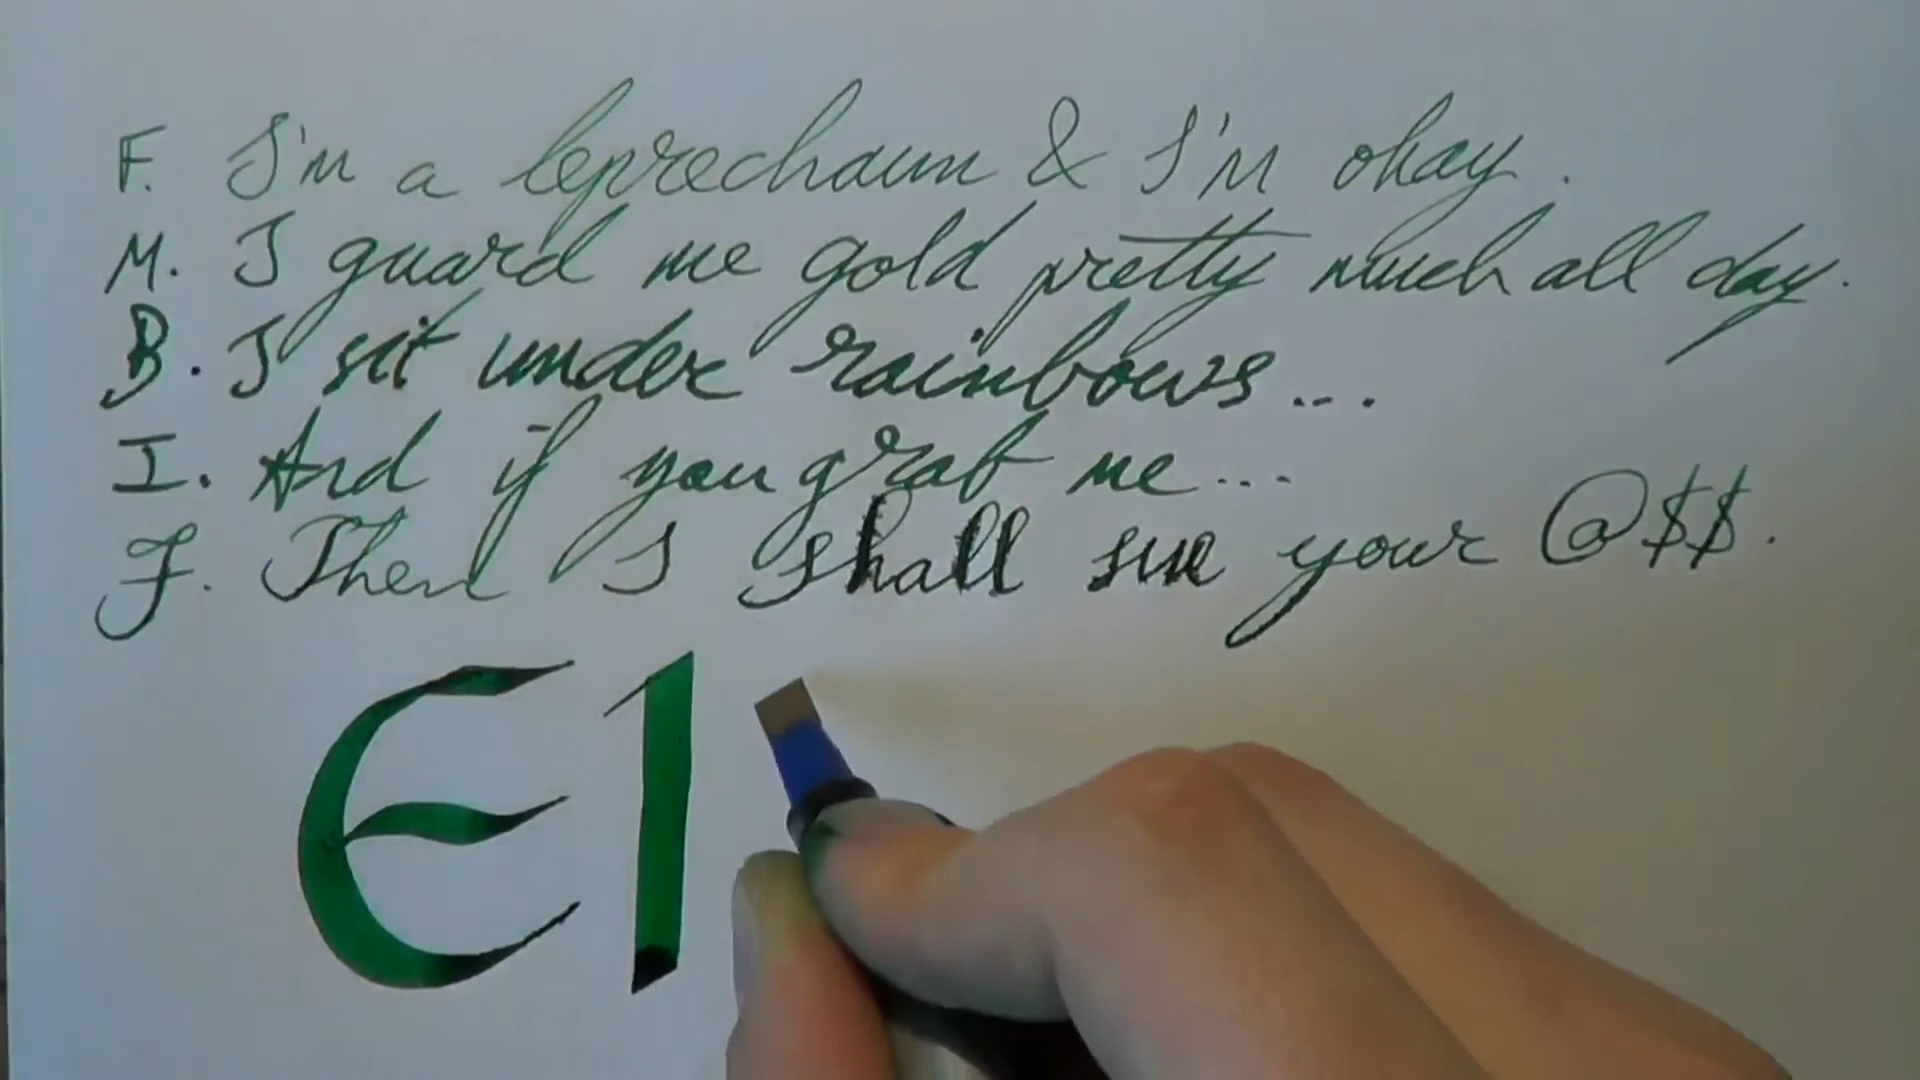 F. I'm a leprechaun & I'm okay.
M. I guard me gold pretty much all day.
B. I sit under rainbows...
I. And if you grab me...
F. Then I shall sue your @$$.
El